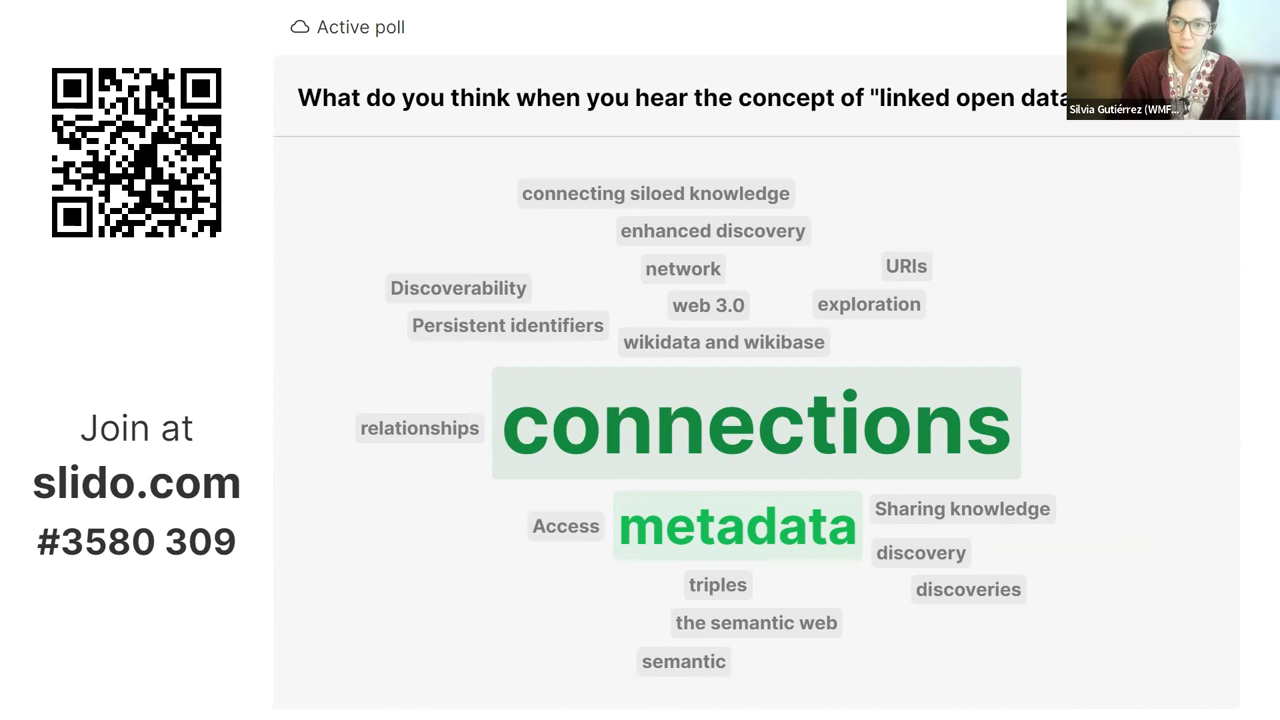 Active poll
What do you think when you hear the concept of "linked open data
Silvia Gutiérrez (WMF...
connecting siloed knowledge
enhanced discovery
network
URIs
Discoverability
web 3.0
exploration
Persistent identifiers
wikidata and wikibase
relationships
connections
Join at
slido.com
#3580 309
Access
metadata
Sharing knowledge
discovery
triples
discoveries
the semantic web
semantic